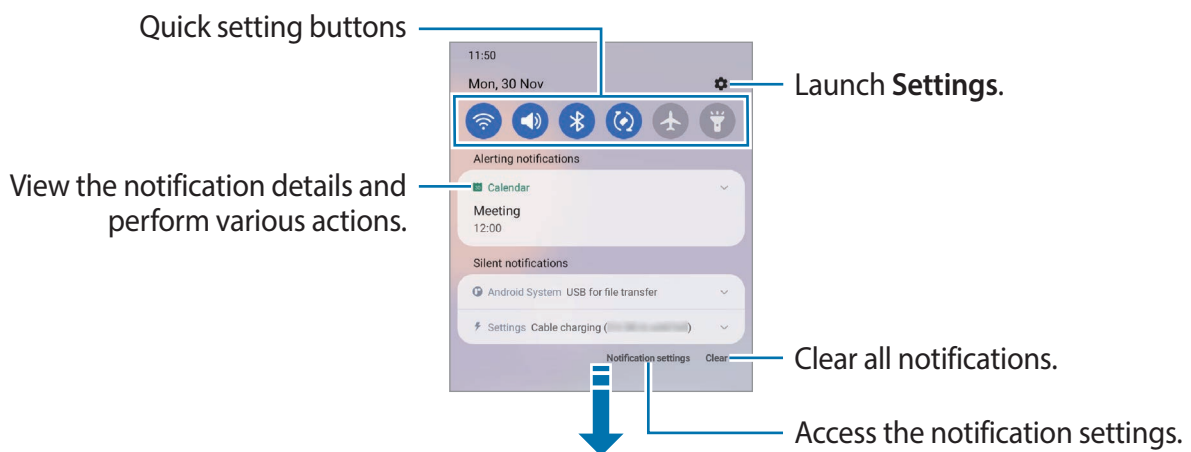 Quick setting buttons
11:50
Mon, 30 Nov
Launch Settings.
Alerting notifications
View the notification details and
perform various actions.
Calendar
Meeting
12:00
Silent notifications
Android System USB for file transfer
Settings Cable charging ( )
Notification settings Clear
Clear all notifications.
Access the notification settings.